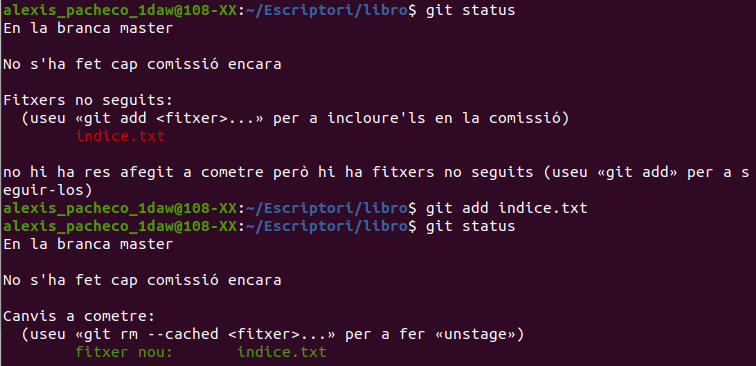 alexis_pacheco_1daw@108-XX:~/Escriptori/libro$ git status
En la branca master
No s'ha fet cap comissió encara
Fitxers no seguits:
  (useu «git add <fitxer>...» per a incloure'ls en la comissió)
        indice.txt
no hi ha res afegit a cometre però hi ha fitxers no seguits (useu «git add» per a s
eguir-los)
alexis_pacheco_1daw@108-XX:~/Escriptori/libro$ git add indice.txt
alexis_pacheco_1daw@108-XX:~/Escriptori/libro$ git status
En la branca master
No s'ha fet cap comissió encara
Canvis a cometre:
  (useu «git rm --cached <fitxer>...» per a fer «unstage»)
        fitxer nou:       indice.txt